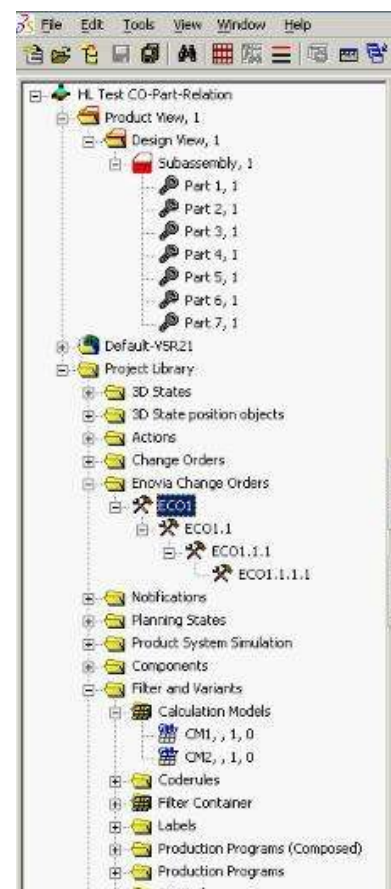 File Edit Tools View Window Help
HL Test CO-Part-Relation
Product View, 1
Design View, 1
Subassembly, 1
Part 1, 1
Part 2, 1
Part 3, 1
Part 4, 1
Part 5, 1
Part 6, 1
Part 7, 1
Default-V5R21
Project Library
3D States
3D State position objects
Actions
Change Orders
Enovia Change Orders
ECO1
ECO1.1
ECO1.1.1
ECO1.1.1.1
Notifications
Planning States
Product System Simulation
Components
Filter and Variants
Calculation Models
CM1, , 1, 0
CM2, , 1, 0
Coderules
Filter Container
Labels
Production Programs (Composed)
Production Programs